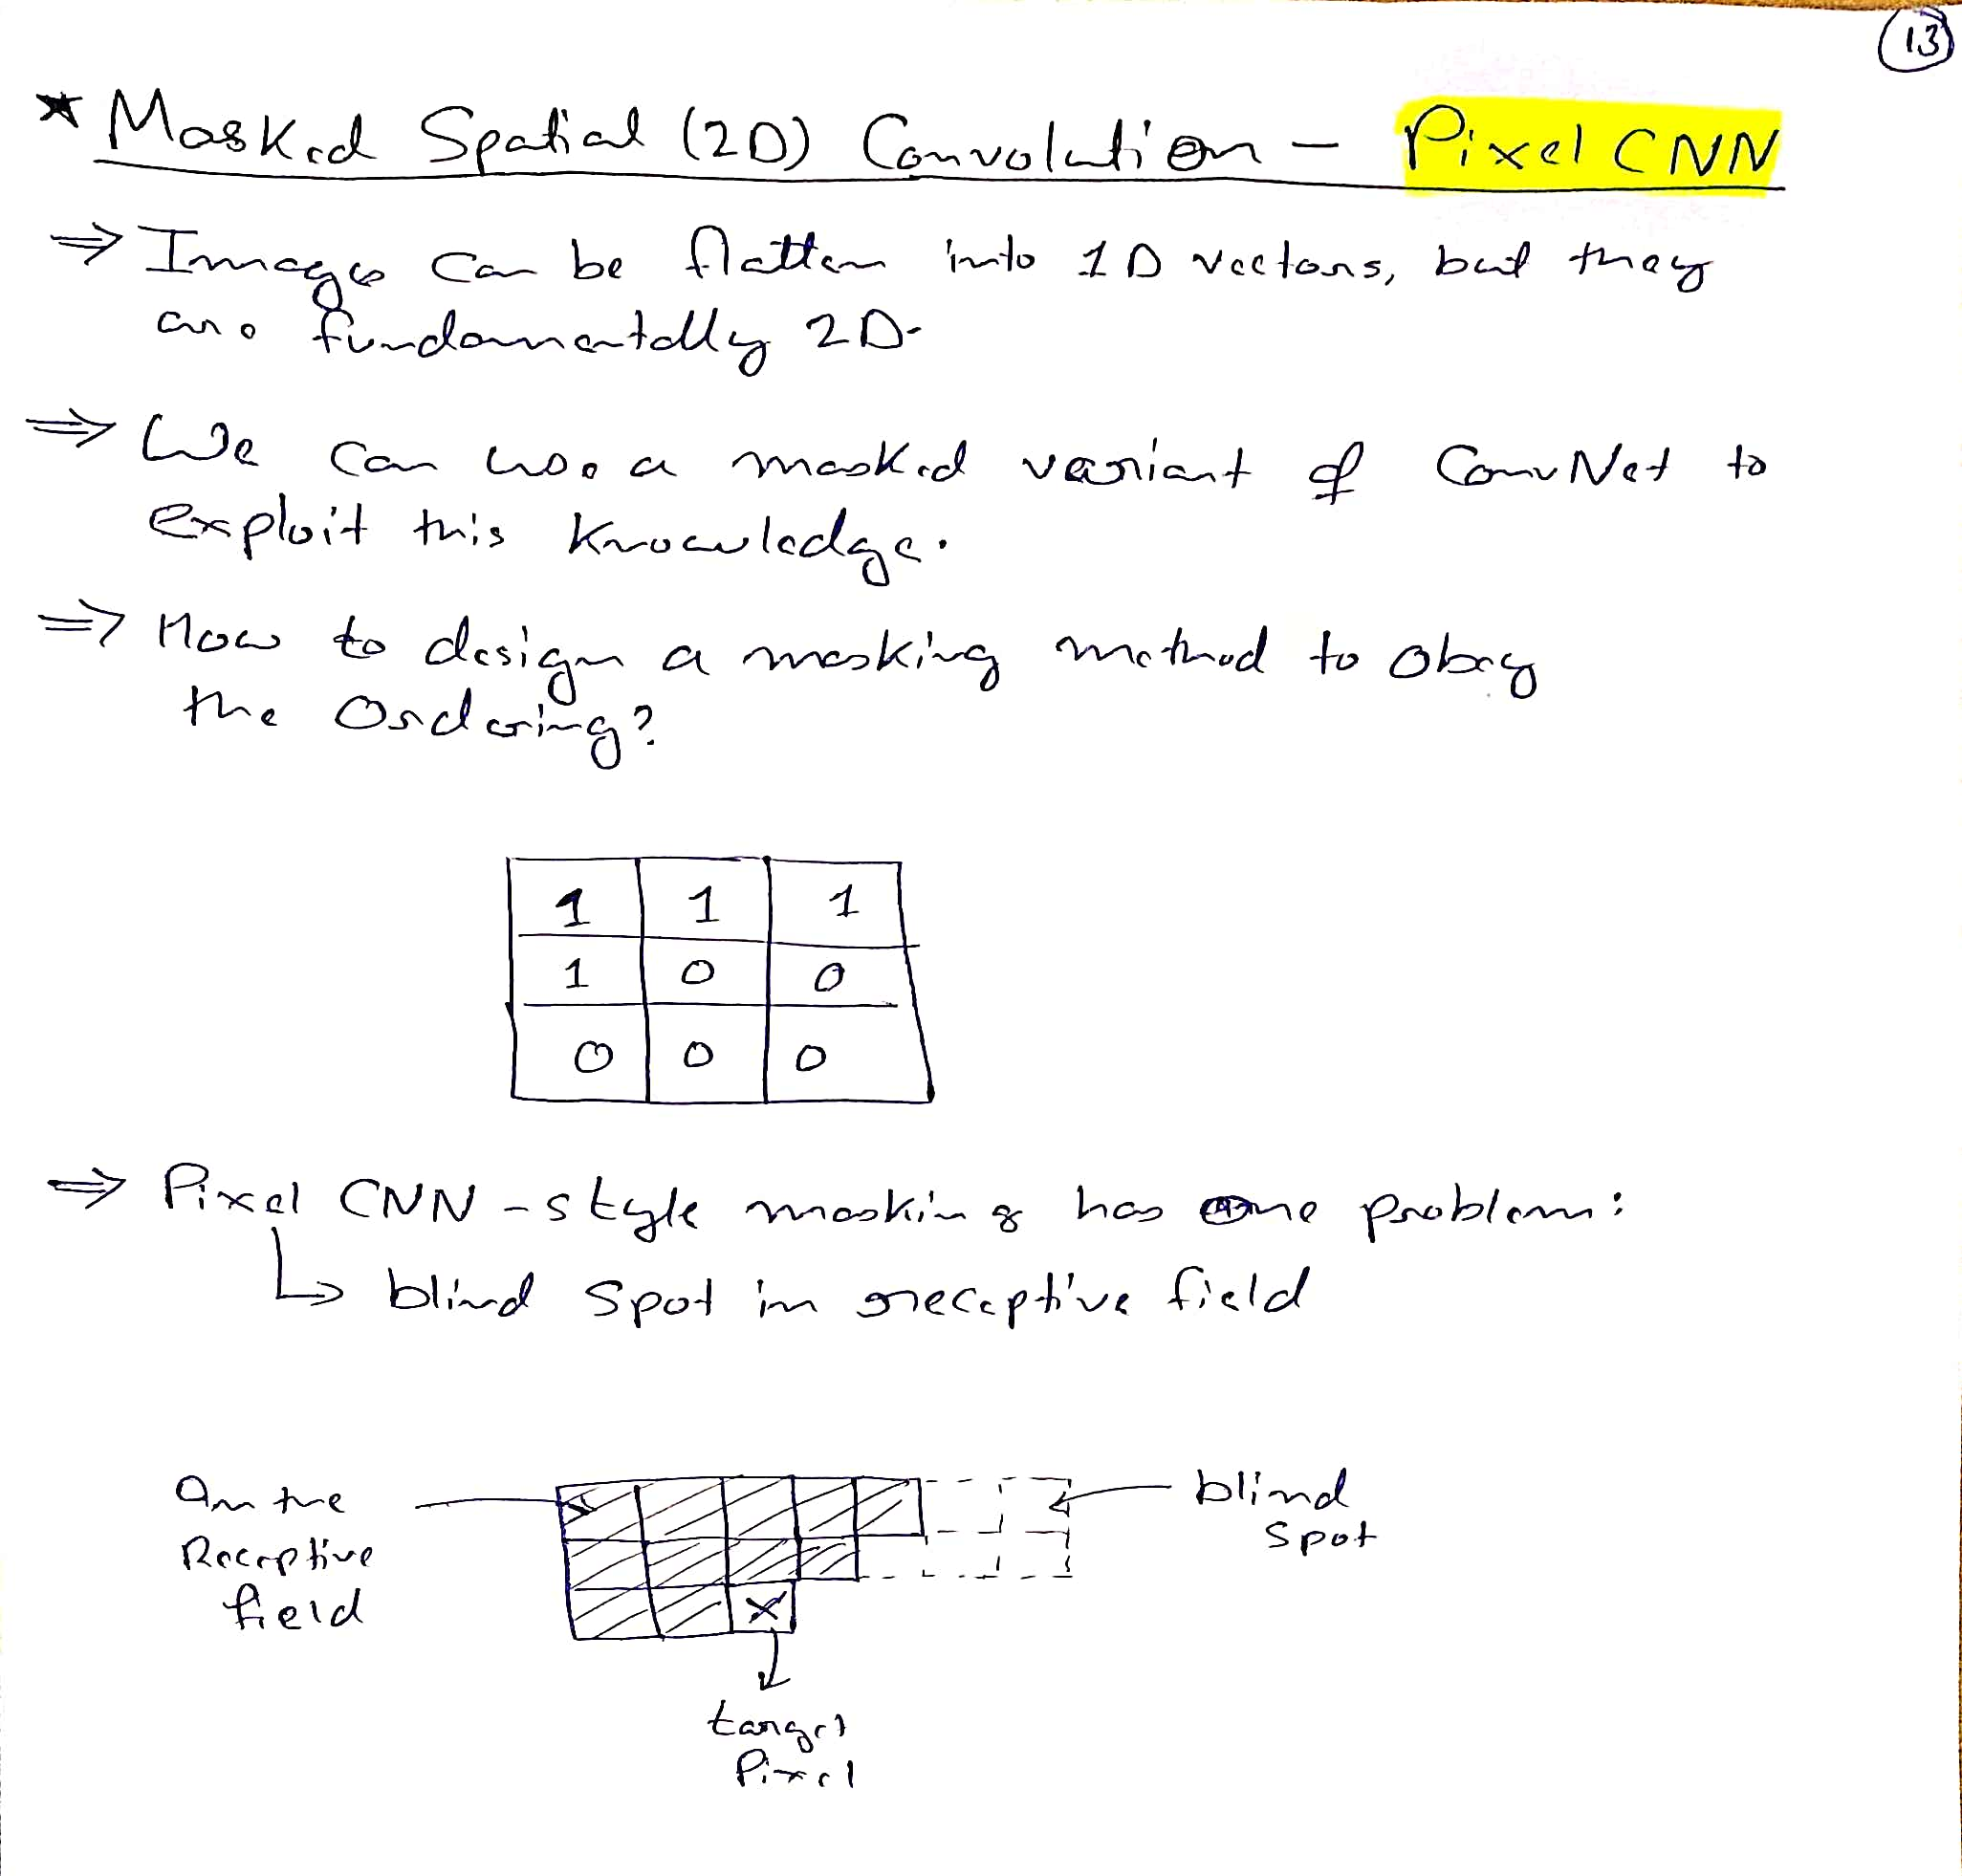 13
* Masked Spatial (2D) Convolution - Pixel CNN
⇒ Images can be flatten into 1D vectors, but they
are fundamentally 2D.
⇒ We can use a masked variant of ConvNet to
exploit this knowledge.
⇒ How to design a masking method to obey
the Ordering?
1 1 1
1 0 0
0 0 0
⇒ Pixel CNN - style masking has one problem:
↳ blind spot in receptive field
On the
Receptive
field
blind
spot
X
target
Pixel